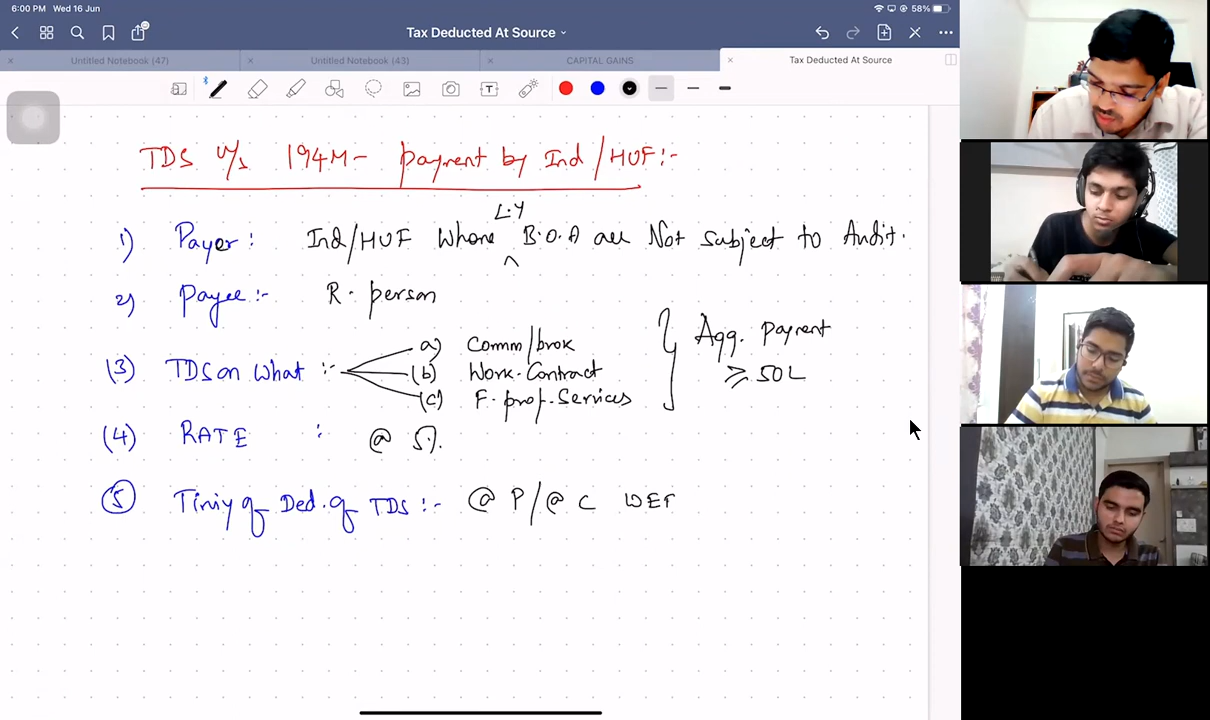 6:00 PM Wed 16 Jun
58%
Tax Deducted At Source
Untitled Notebook (47)
Untitled Notebook (43)
CAPITAL GAINS
Tax Deducted At Source
T
TDS u/s 194M- payment by Ind/HUF:-
L.Y
1) Payer: Ind/HUF Whose B.O.A are Not subject to Audit.
2) Payee:- R. person
(3) TDS on What :-
a) Comm/brok
(b) Work. Contract
(c) F. prof. Services
Agg. payment
≥ 50L
(4) RATE : @ 5%.
(5) Timing of Ded. of TDS :- @ P/@ C WEF